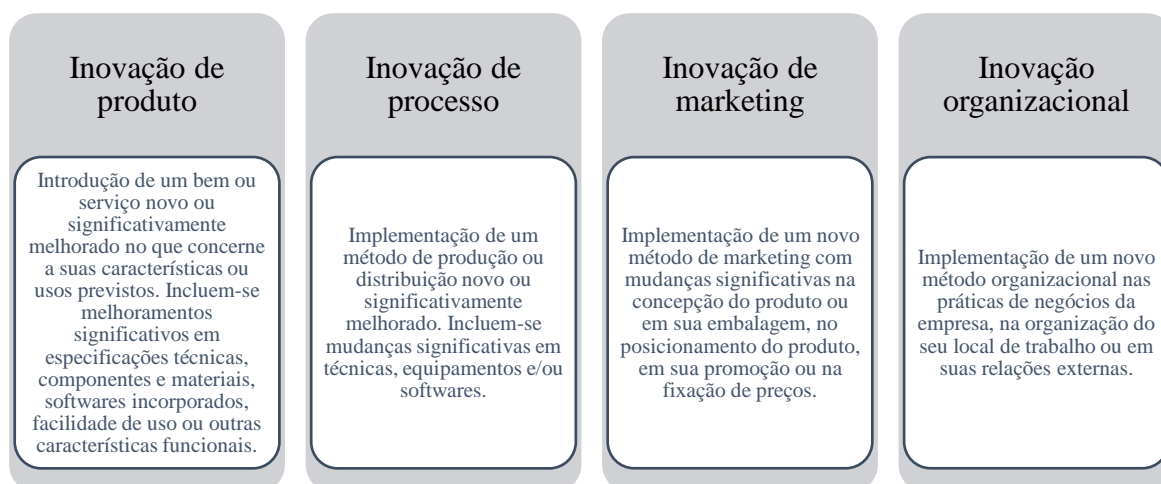 Inovação de
produto
Introdução de um bem ou
serviço novo ou
significativamente
melhorado no que concerne
a suas características ou
usos previstos. Incluem-se
melhoramentos
significativos em
especificações técnicas,
componentes e materiais,
softwares incorporados,
facilidade de uso ou outras
características funcionais.
Inovação de
processo
Implementação de um
método de produção ou
distribuição novo ou
significativamente
melhorado. Incluem-se
mudanças significativas em
técnicas, equipamentos e/ou
softwares.
Inovação de
marketing
Implementação de um novo
método de marketing com
mudanças significativas na
concepção do produto ou
em sua embalagem, no
posicionamento do produto,
em sua promoção ou na
fixação de preços.
Inovação
organizacional
Implementação de um novo
método organizacional nas
práticas de negócios da
empresa, na organização do
seu local de trabalho ou em
suas relações externas.